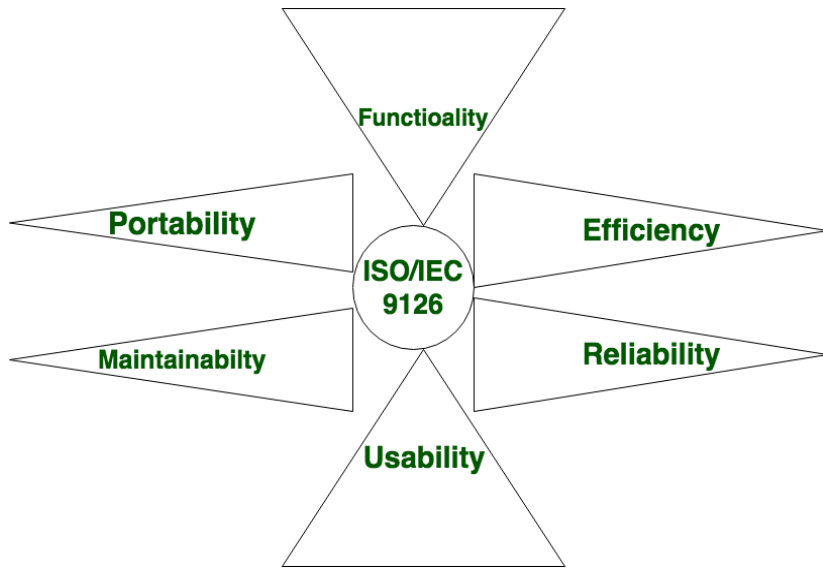 Functioality
Portability
Efficiency
ISO/IEC
9126
Maintainabilty
Reliability
Usability